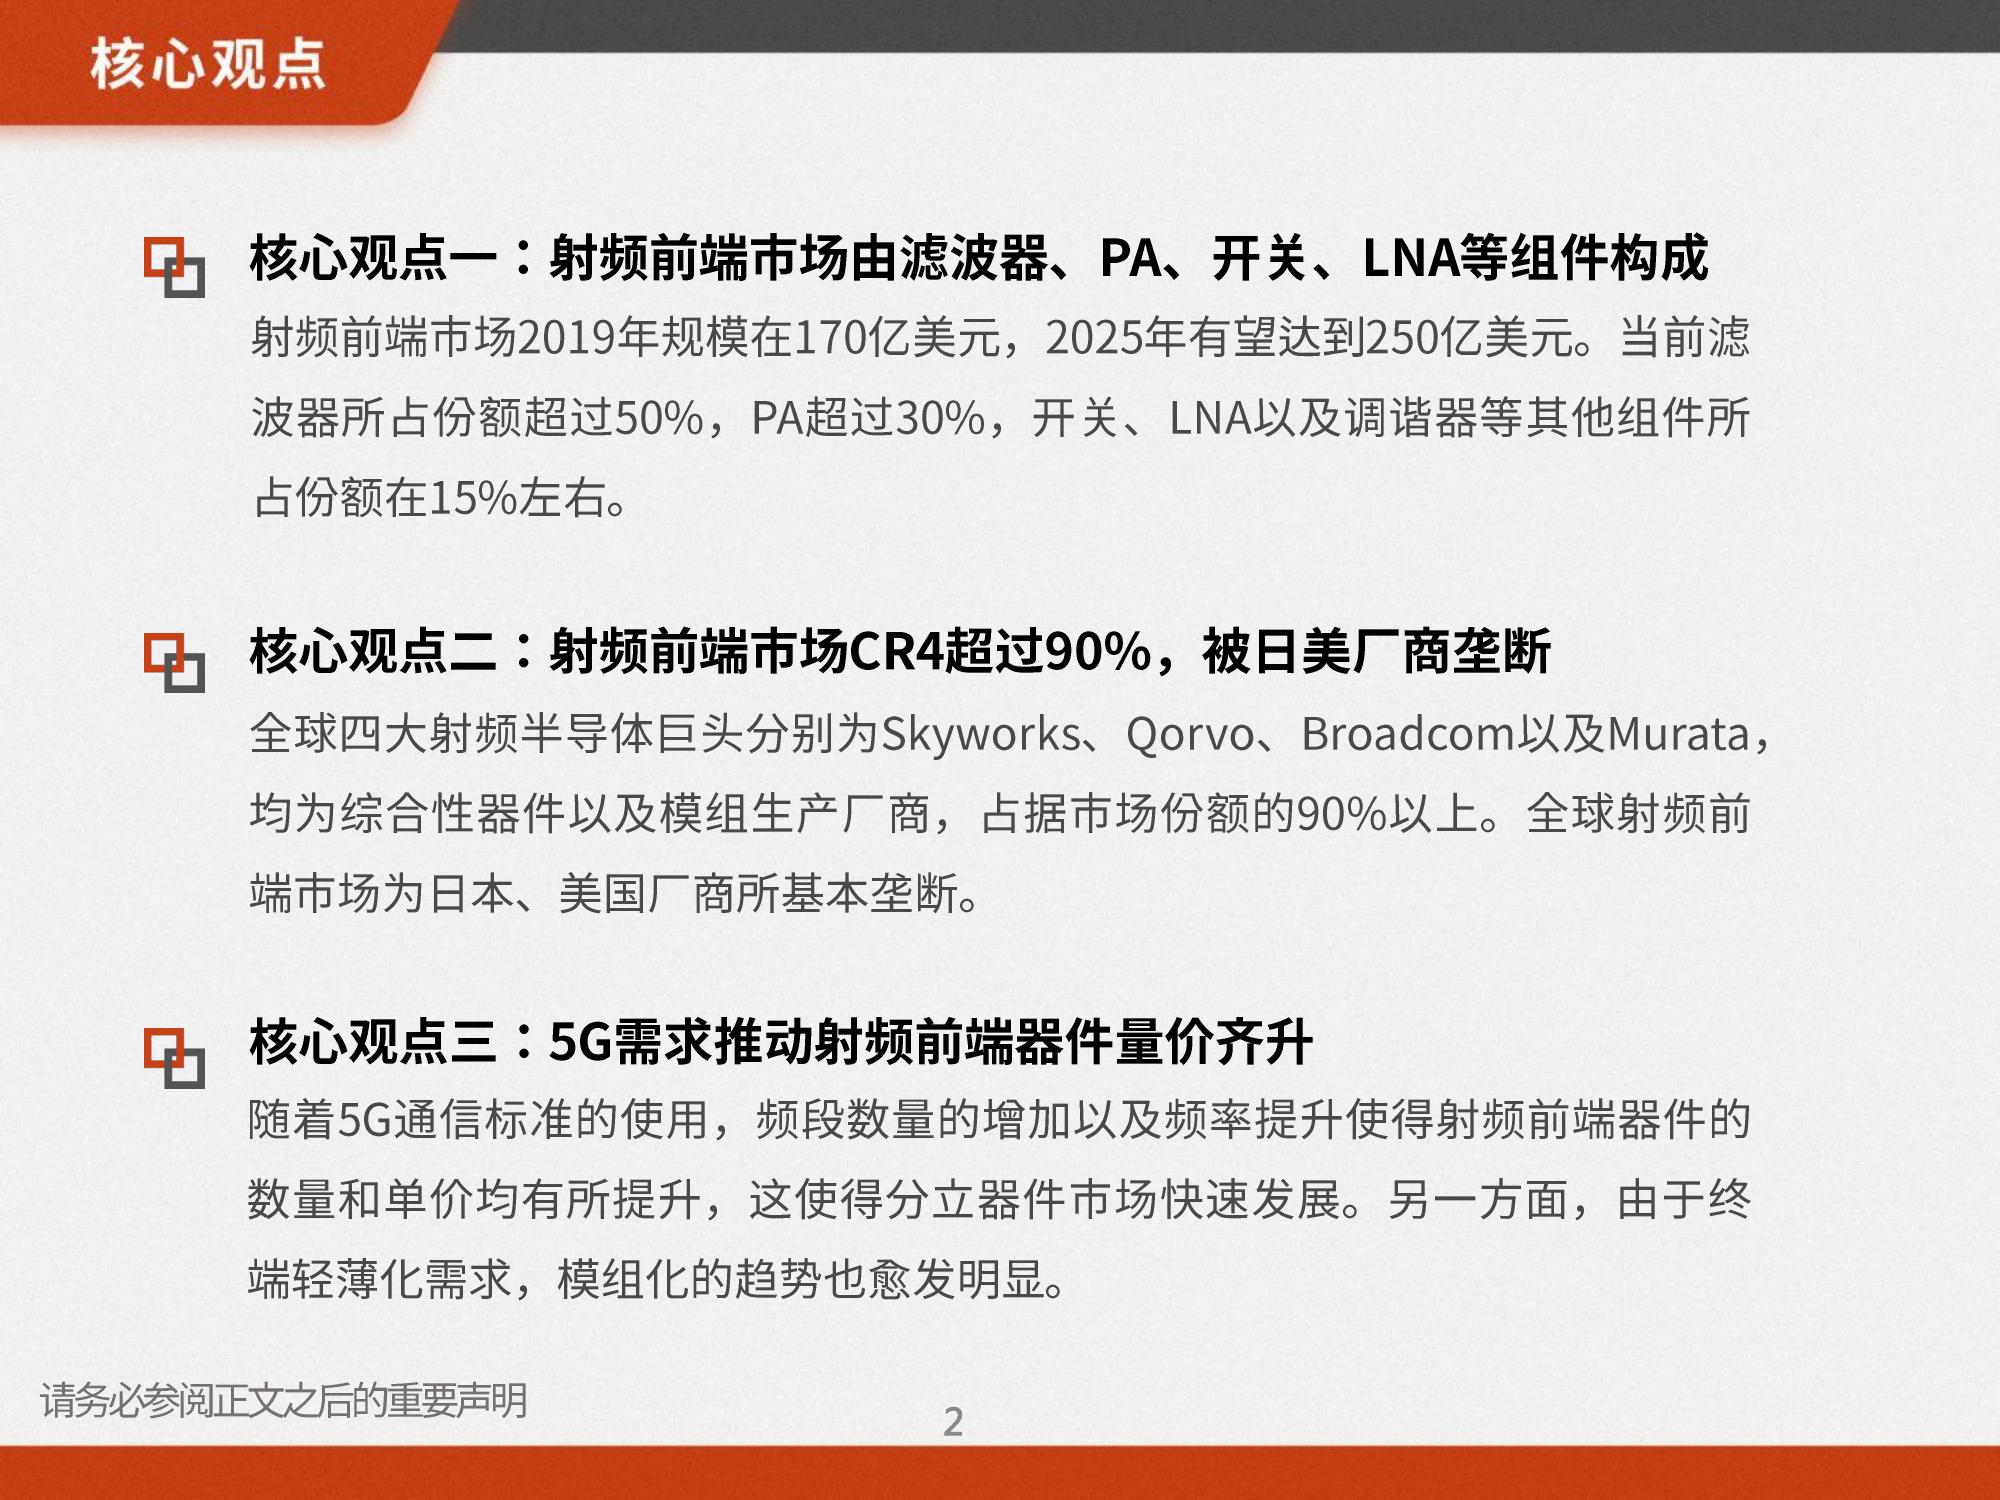 核心观点
核心观点一：射频前端市场由滤波器、PA、开关、LNA等组件构成
射频前端市场2019年规模在170亿美元，2025年有望达到250亿美元。当前滤
波器所占份额超过50%，PA超过30%，开关、LNA以及调谐器等其他组件所
占份额在15%左右。
核心观点二：射频前端市场CR4超过90%，被日美厂商垄断
全球四大射频半导体巨头分别为Skyworks、Qorvo、Broadcom以及Murata，
均为综合性器件以及模组生产厂商，占据市场份额的90%以上。全球射频前
端市场为日本、美国厂商所基本垄断。
核心观点三：5G需求推动射频前端器件量价齐升
随着5G通信标准的使用，频段数量的增加以及频率提升使得射频前端器件的
数量和单价均有所提升，这使得分立器件市场快速发展。另一方面，由于终
端轻薄化需求，模组化的趋势也愈发明显。
请务必参阅正文之后的重要声明
2